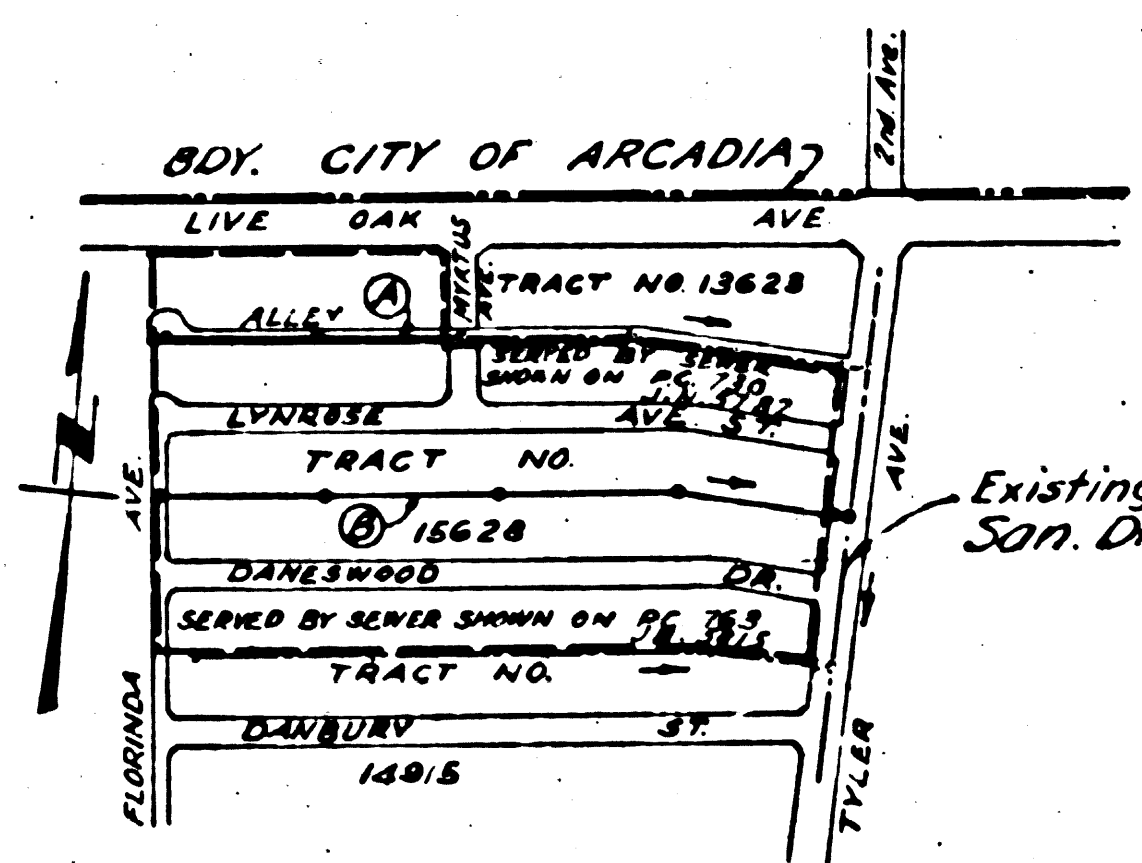 2nd. Ave.
BDY. CITY OF ARCADIA
LIVE OAK AVE
MYRTUS
AVE.
TRACT NO. 13628
A
ALLEY
SERVED BY SEWER
SHOWN ON P.C. 730
J.N. 5187
LYNROSE AVE. ST.
TRACT NO.
AVE.
AVE.
Existing
San. D
B
15628
DANESWOOD DR.
SERVED BY SEWER SHOWN ON P.C. 763
J.N.
TRACT NO.
FLORINDA
DANBURY ST.
TYLER
14915